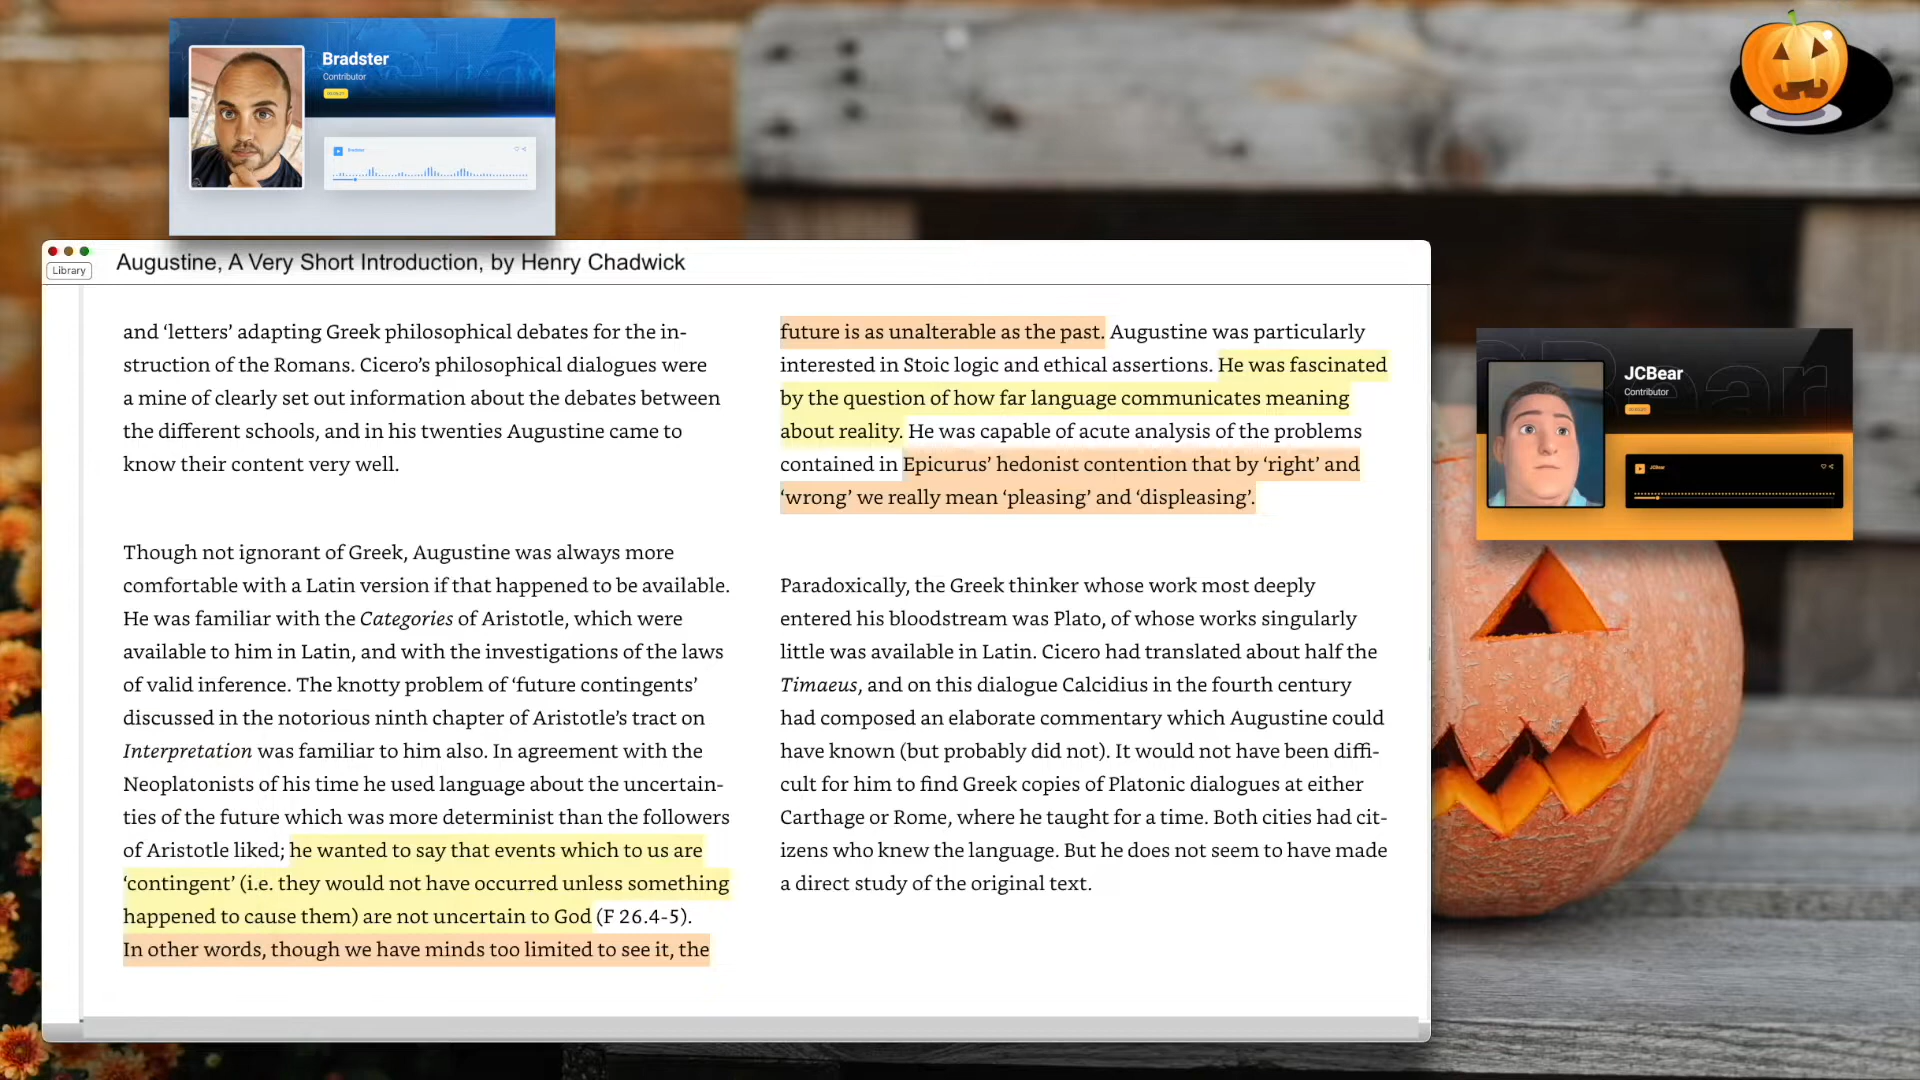 Bradster
Contributor
Library
Augustine, A Very Short Introduction, by Henry Chadwick
and ‘letters’ adapting Greek philosophical debates for the in-
struction of the Romans. Cicero’s philosophical dialogues were
a mine of clearly set out information about the debates between
the different schools, and in his twenties Augustine came to
know their content very well.
Though not ignorant of Greek, Augustine was always more
comfortable with a Latin version if that happened to be available.
He was familiar with the Categories of Aristotle, which were
available to him in Latin, and with the investigations of the laws
of valid inference. The knotty problem of ‘future contingents’
discussed in the notorious ninth chapter of Aristotle’s tract on
Interpretation was familiar to him also. In agreement with the
Neoplatonists of his time he used language about the uncertain-
ties of the future which was more determinist than the followers
of Aristotle liked; he wanted to say that events which to us are
‘contingent’ (i.e. they would not have occurred unless something
happened to cause them) are not uncertain to God (F 26.4-5).
In other words, though we have minds too limited to see it, the
future is as unalterable as the past. Augustine was particularly
interested in Stoic logic and ethical assertions. He was fascinated
by the question of how far language communicates meaning
about reality. He was capable of acute analysis of the problems
contained in Epicurus’ hedonist contention that by ‘right’ and
‘wrong’ we really mean ‘pleasing’ and ‘displeasing’.
Paradoxically, the Greek thinker whose work most deeply
entered his bloodstream was Plato, of whose works singularly
little was available in Latin. Cicero had translated about half the
Timaeus, and on this dialogue Calcidius in the fourth century
had composed an elaborate commentary which Augustine could
have known (but probably did not). It would not have been diffi-
cult for him to find Greek copies of Platonic dialogues at either
Carthage or Rome, where he taught for a time. Both cities had cit-
izens who knew the language. But he does not seem to have made
a direct study of the original text.
JCBear
Contributor
JCBear